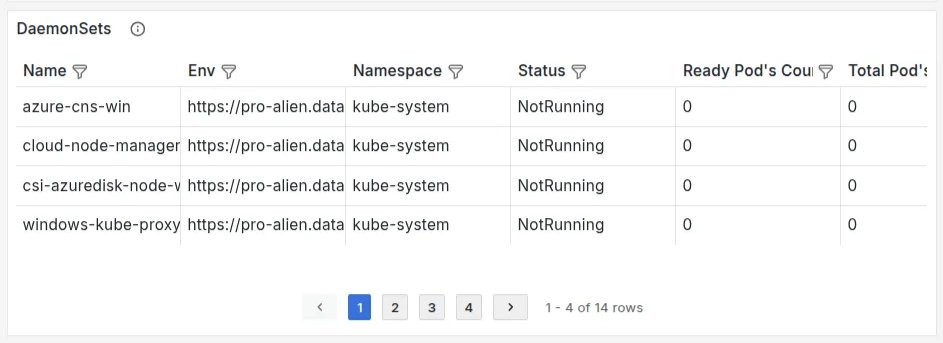 DaemonSets
Name Env Namespace Status Ready Pod's Cour Total Pod's
azure-cns-win https://pro-alien.data kube-system NotRunning 0 0
cloud-node-manager https://pro-alien.data kube-system NotRunning 0 0
csi-azuredisk-node-w https://pro-alien.data kube-system NotRunning 0 0
windows-kube-proxy https://pro-alien.data kube-system NotRunning 0 0
1 2 3 4 1 - 4 of 14 rows